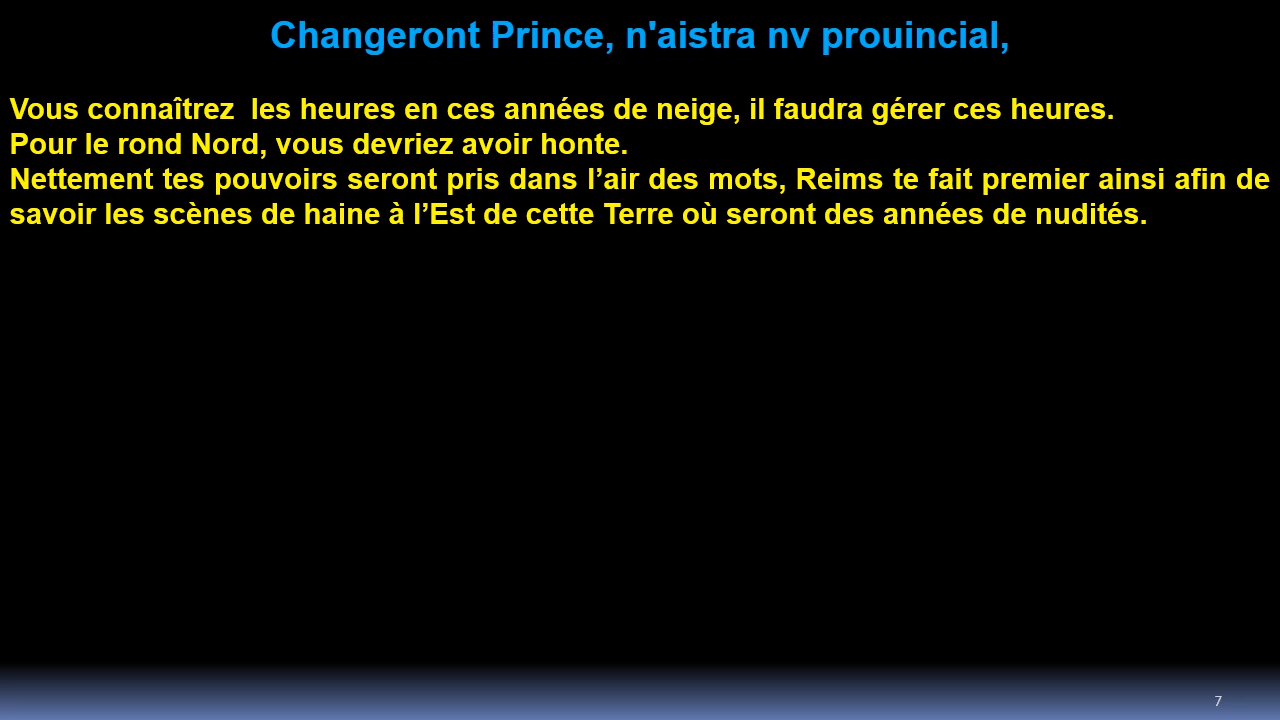 Changeront Prince, n'aistra nv prouincial,
Vous connaîtrez  les heures en ces années de neige, il faudra gérer ces heures.
Pour le rond Nord, vous devriez avoir honte.
Nettement tes pouvoirs seront pris dans l’air des mots, Reims te fait premier ainsi afin de
savoir les scènes de haine à l’Est de cette Terre où seront des années de nudités.
7